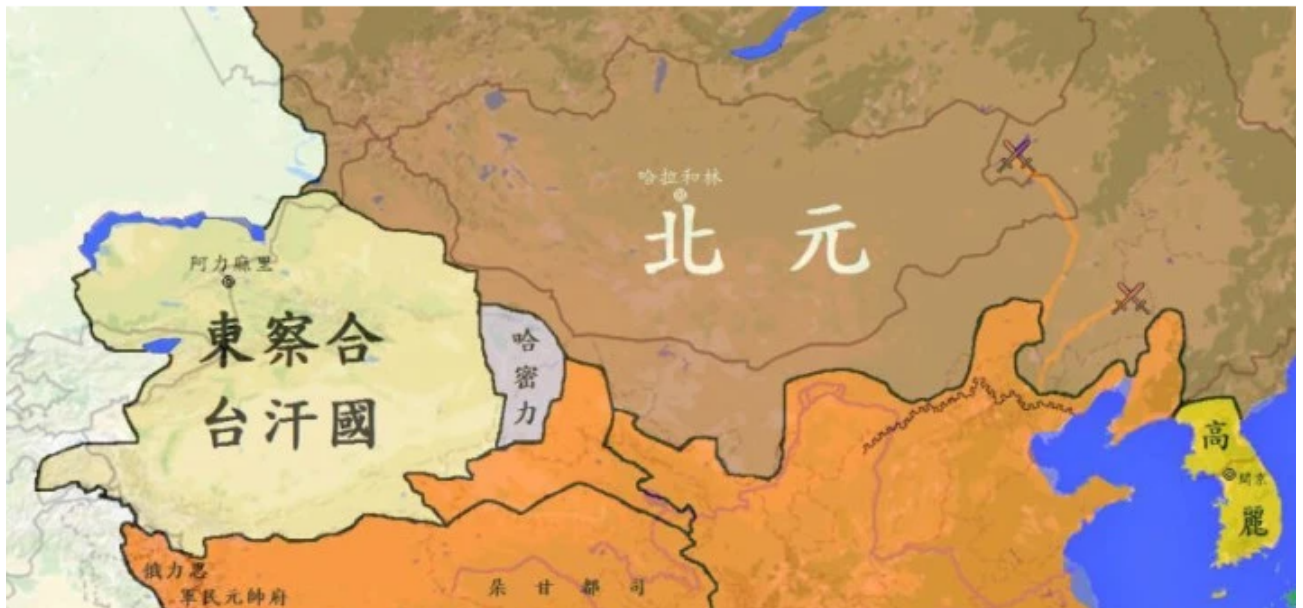 哈拉和林
北元
阿力麻里
東察合
台汗國
哈密力
高麗
開京
俄力思
軍民元帥府
朵甘都司